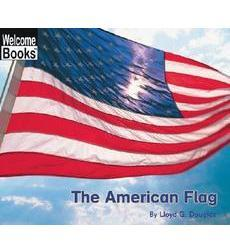 Welcome
Books
The American Flag
By Lloyd G. Douglas